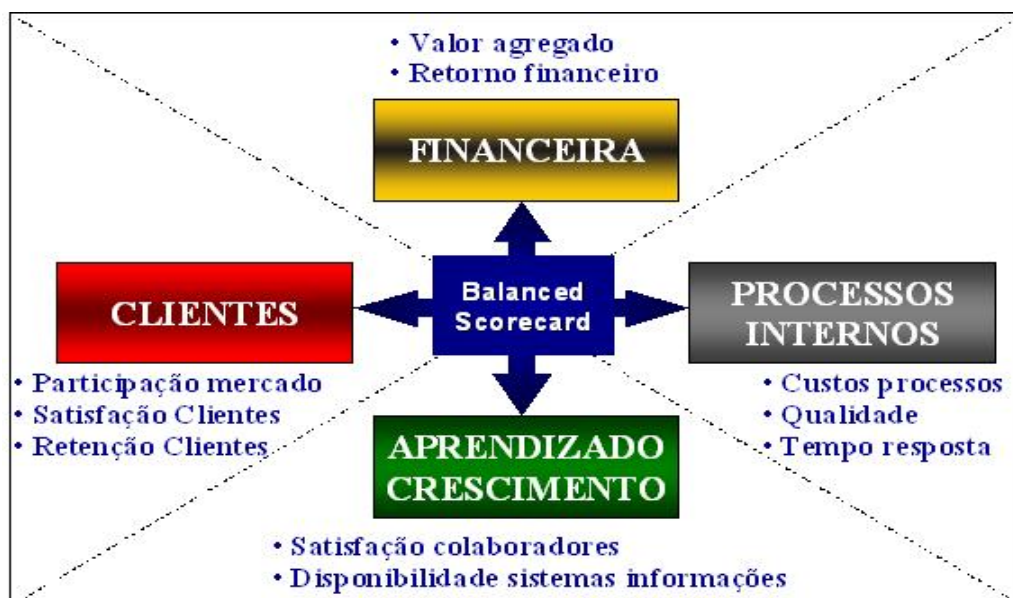 • Valor agregado
• Retorno financeiro
FINANCEIRA
CLIENTES
• Participação mercado
• Satisfação Clientes
• Retenção Clientes
Balanced
Scorecard
PROCESSOS
INTERNOS
• Custos processos
• Qualidade
• Tempo resposta
APRENDIZADO
CRESCIMENTO
• Satisfação colaboradores
• Disponibilidade sistemas informações